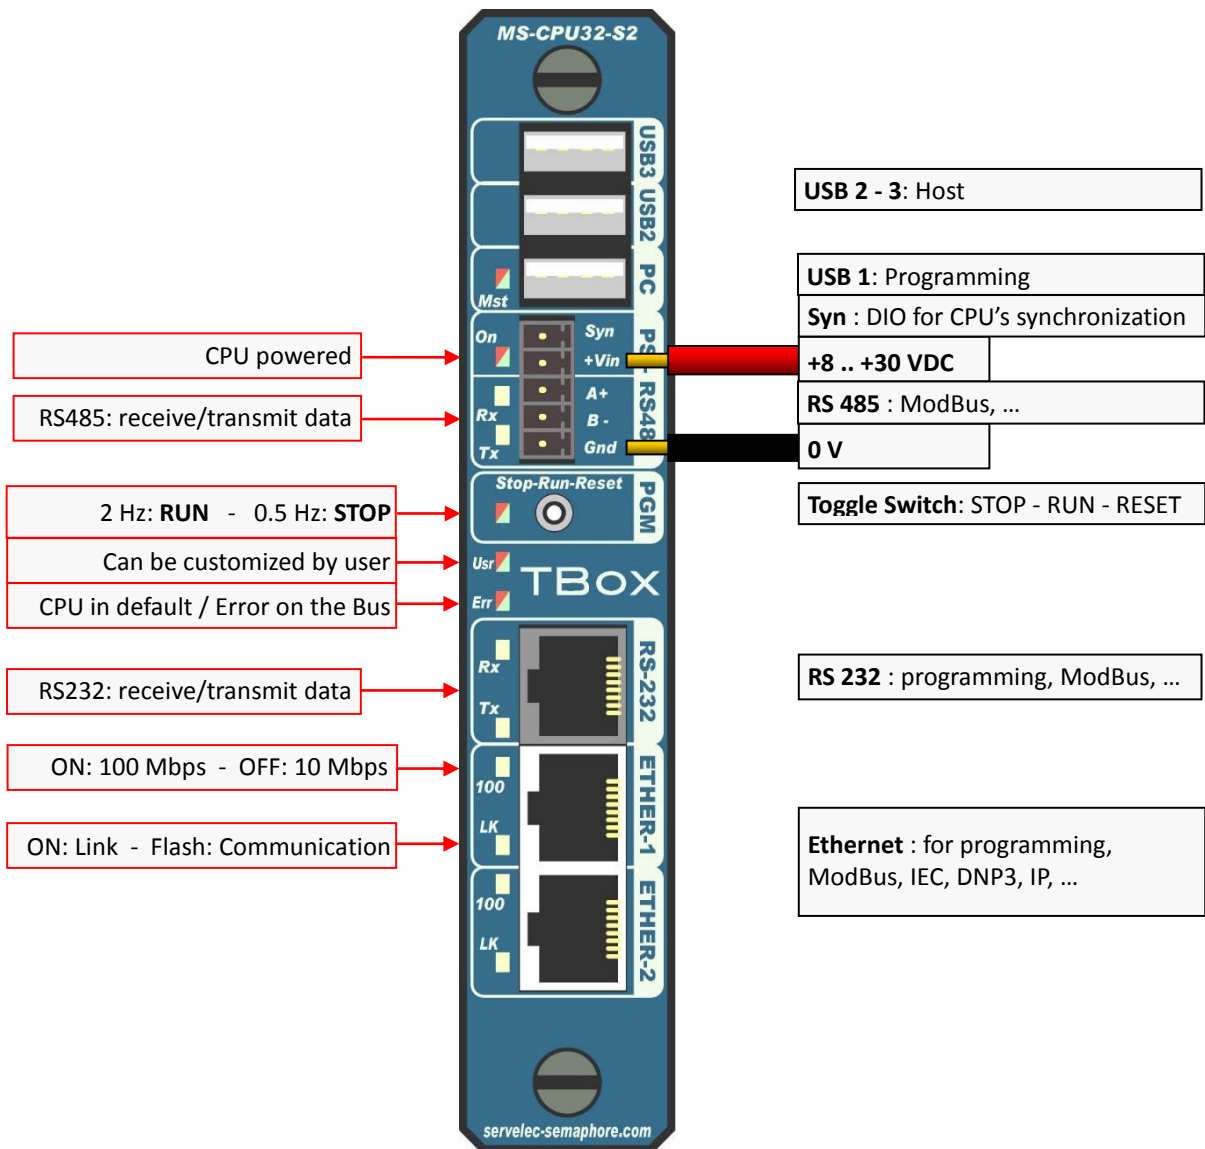 MS-CPU32-S2
USB3
USB2
PC
Mst
On
Syn
+Vin
A+
B -
Gnd
Rx
Tx
PS - RS48
Stop-Run-Reset
PGM
Usr
TBox
Err
Rx
Tx
RS-232
100
LK
ETHER-1
100
LK
ETHER-2
servelec-semaphore.com
CPU powered
RS485: receive/transmit data
2 Hz: RUN - 0.5 Hz: STOP
Can be customized by user
CPU in default / Error on the Bus
RS232: receive/transmit data
ON: 100 Mbps - OFF: 10 Mbps
ON: Link - Flash: Communication
USB 2 - 3: Host
USB 1: Programming
Syn : DIO for CPU’s synchronization
+8 .. +30 VDC
RS 485 : ModBus, ...
0 V
Toggle Switch: STOP - RUN - RESET
RS 232 : programming, ModBus, ...
Ethernet : for programming,
ModBus, IEC, DNP3, IP, ...